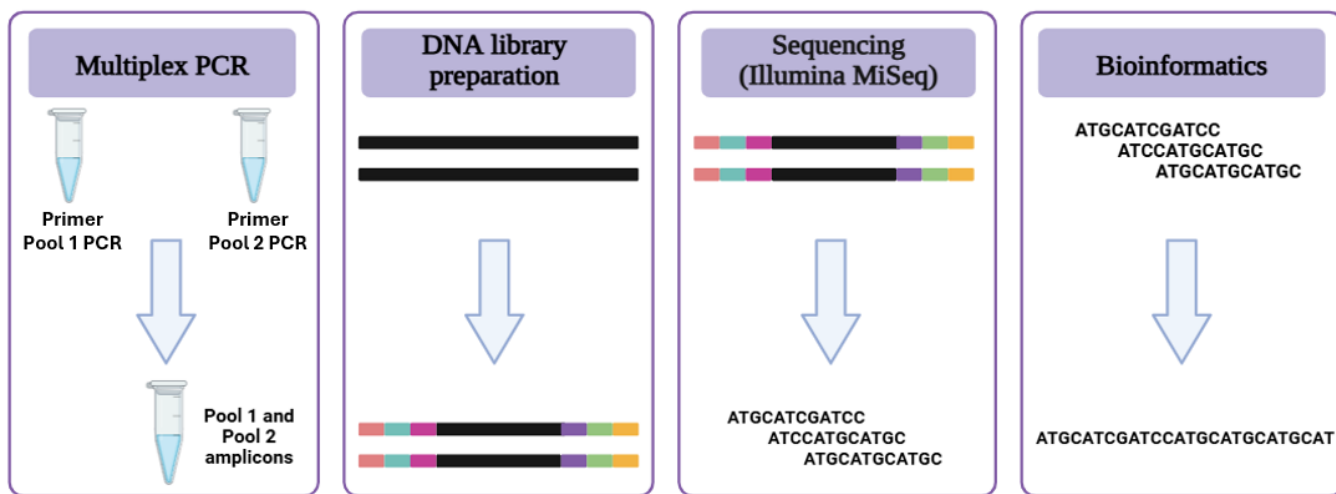 Multiplex PCR
Primer
Pool 1 PCR
Primer
Pool 2 PCR
Pool 1 and
Pool 2
amplicons
DNA library
preparation
Sequencing
(Illumina MiSeq)
ATGCATCGATCC
ATCCATGCATGC
ATGCATGCATGC
Bioinformatics
ATGCATCGATCC
ATCCATGCATGC
ATGCATGCATGC
ATGCATCGATCCATGCATGCATGCAT